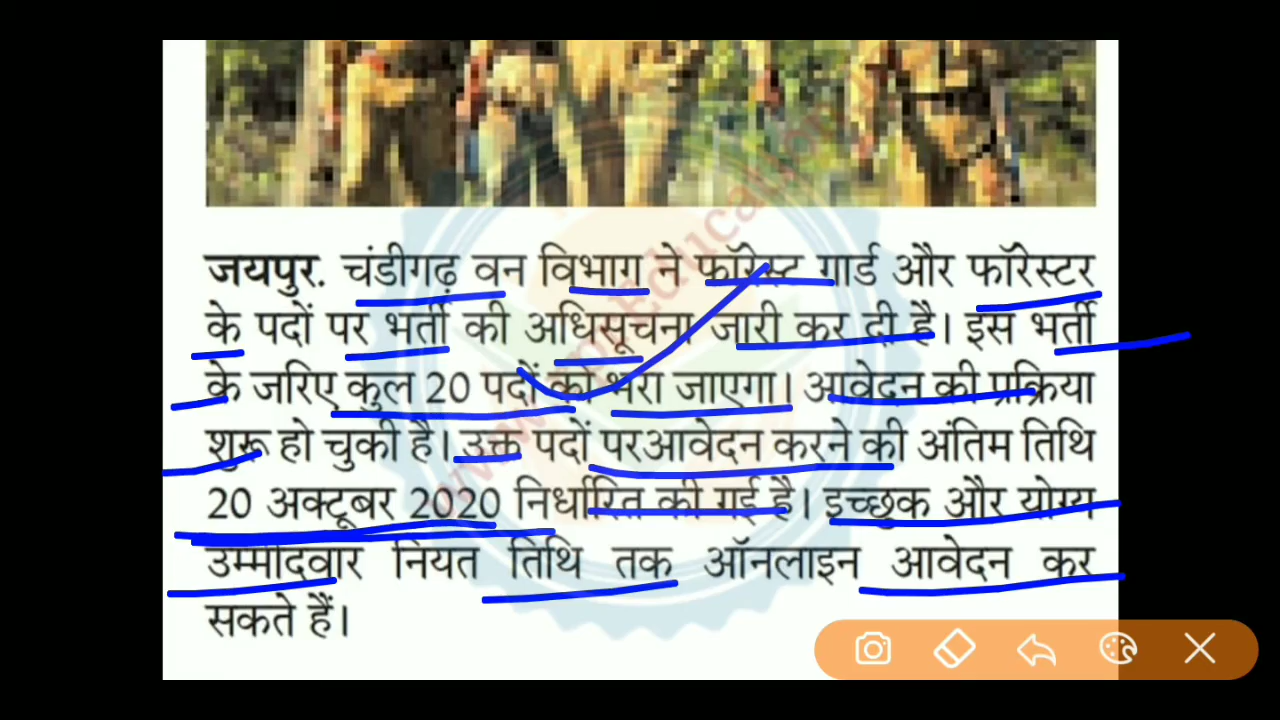 जयपुर. चंडीगढ़ वन विभाग ने फॉरेस्ट गार्ड और फॉरेस्टर
के पदों पर भर्ती की अधिसूचना जारी कर दी है। इस भर्ती
के जरिए कुल 20 पदों को भरा जाएगा। आवेदन की प्रक्रिया
शुरू हो चुकी है। उक्त पदों परआवेदन करने की अंतिम तिथि
20 अक्टूबर 2020 निर्धारित की गई है। इच्छुक और योग्य
उम्मीदवार नियत तिथि तक ऑनलाइन आवेदन कर
सकते हैं।